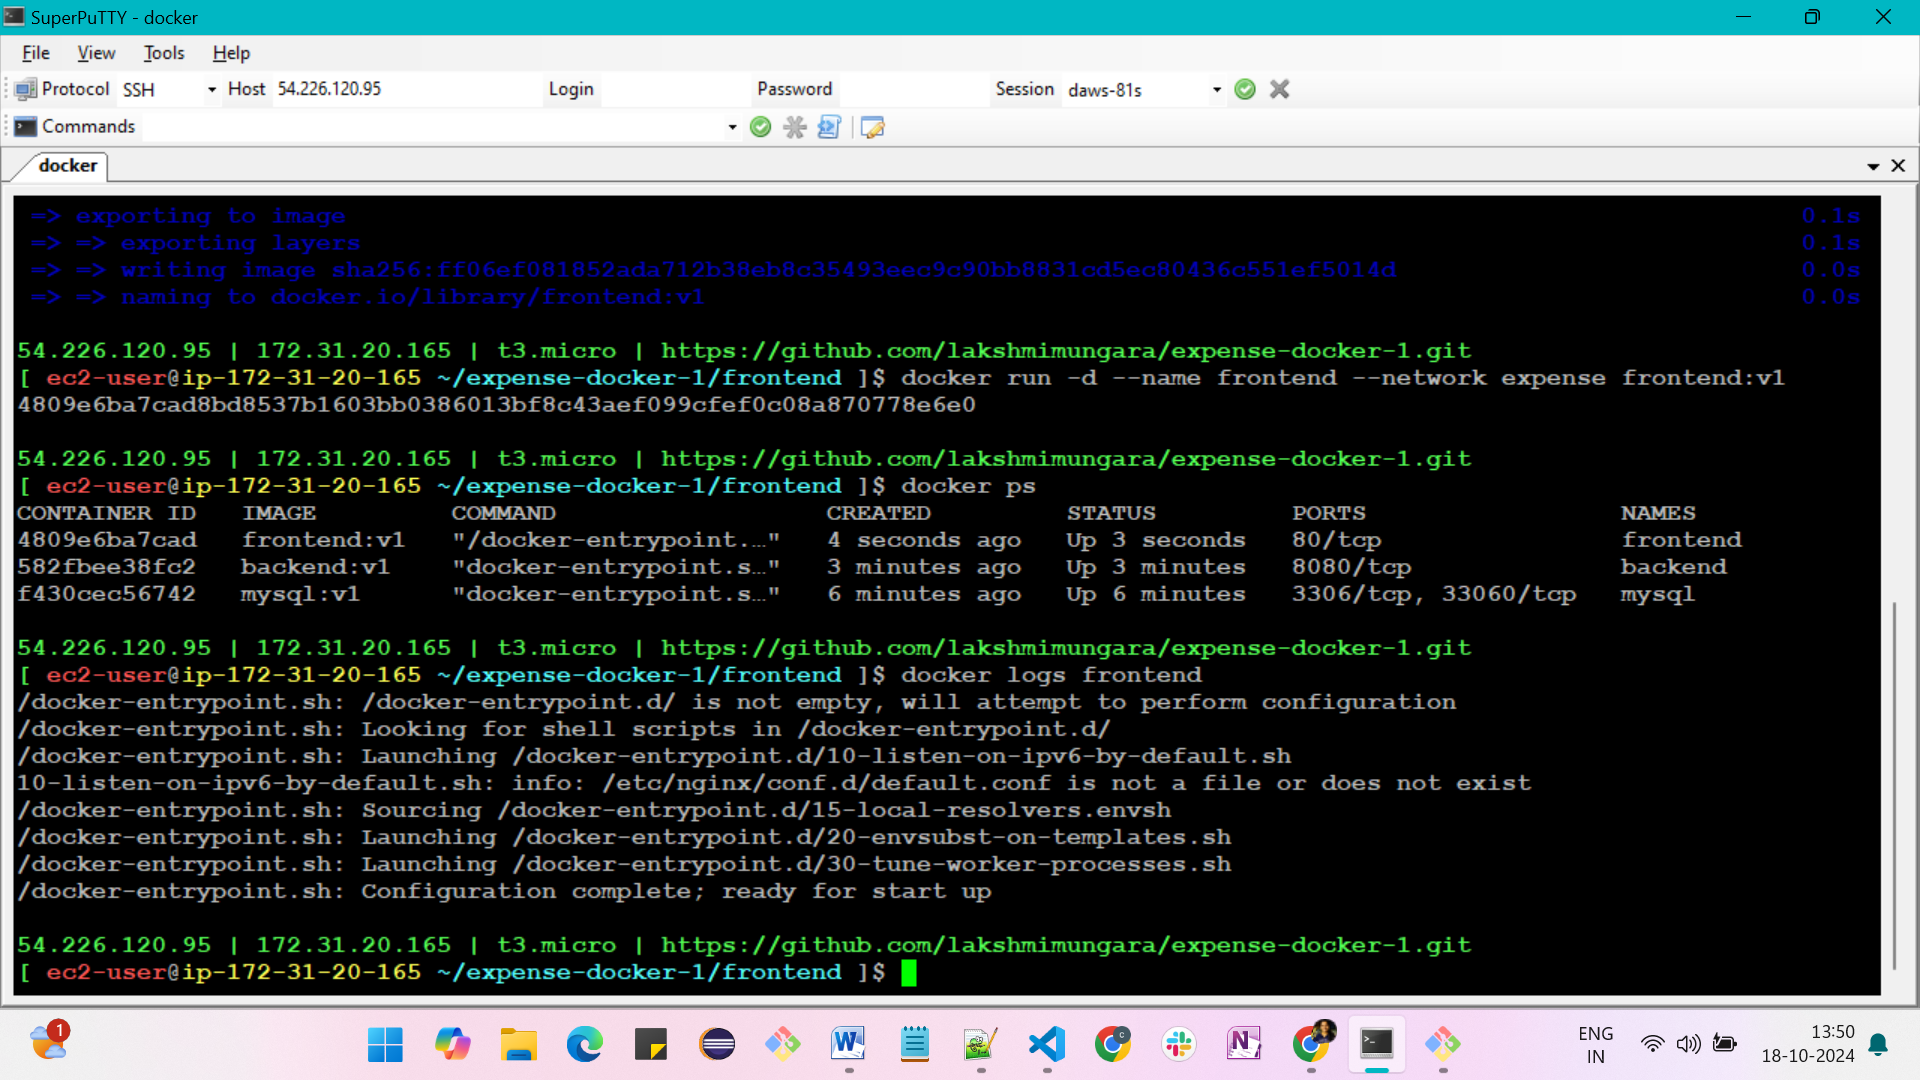 SuperPuTTY - docker
File View Tools Help
Protocol SSH Host 54.226.120.95 Login Password Session daws-81s
Commands
docker
=> exporting to image 0.1s
=> => exporting layers 0.1s
=> => writing image sha256:ff06ef081852ada712b38eb8c35493eec9c90bb8831cd5ec80436c551ef5014d 0.0s
=> => naming to docker.io/library/frontend:v1 0.0s
54.226.120.95 | 172.31.20.165 | t3.micro | https://github.com/lakshmimungara/expense-docker-1.git
[ ec2-user@ip-172-31-20-165 ~/expense-docker-1/frontend ]$ docker run -d --name frontend --network expense frontend:v1
4809e6ba7cad8bd8537b1603bb0386013bf8c43aef099cfef0c08a870778e6e0
54.226.120.95 | 172.31.20.165 | t3.micro | https://github.com/lakshmimungara/expense-docker-1.git
[ ec2-user@ip-172-31-20-165 ~/expense-docker-1/frontend ]$ docker ps
CONTAINER ID IMAGE COMMAND CREATED STATUS PORTS NAMES
4809e6ba7cad frontend:v1 "/docker-entrypoint.…" 4 seconds ago Up 3 seconds 80/tcp frontend
582fbee38fc2 backend:v1 "docker-entrypoint.s…" 3 minutes ago Up 3 minutes 8080/tcp backend
f430cec56742 mysql:v1 "docker-entrypoint.s…" 6 minutes ago Up 6 minutes 3306/tcp, 33060/tcp mysql
54.226.120.95 | 172.31.20.165 | t3.micro | https://github.com/lakshmimungara/expense-docker-1.git
[ ec2-user@ip-172-31-20-165 ~/expense-docker-1/frontend ]$ docker logs frontend
/docker-entrypoint.sh: /docker-entrypoint.d/ is not empty, will attempt to perform configuration
/docker-entrypoint.sh: Looking for shell scripts in /docker-entrypoint.d/
/docker-entrypoint.sh: Launching /docker-entrypoint.d/10-listen-on-ipv6-by-default.sh
10-listen-on-ipv6-by-default.sh: info: /etc/nginx/conf.d/default.conf is not a file or does not exist
/docker-entrypoint.sh: Sourcing /docker-entrypoint.d/15-local-resolvers.envsh
/docker-entrypoint.sh: Launching /docker-entrypoint.d/20-envsubst-on-templates.sh
/docker-entrypoint.sh: Launching /docker-entrypoint.d/30-tune-worker-processes.sh
/docker-entrypoint.sh: Configuration complete; ready for start up
54.226.120.95 | 172.31.20.165 | t3.micro | https://github.com/lakshmimungara/expense-docker-1.git
[ ec2-user@ip-172-31-20-165 ~/expense-docker-1/frontend ]$
1
ENG 13:50
IN 18-10-2024